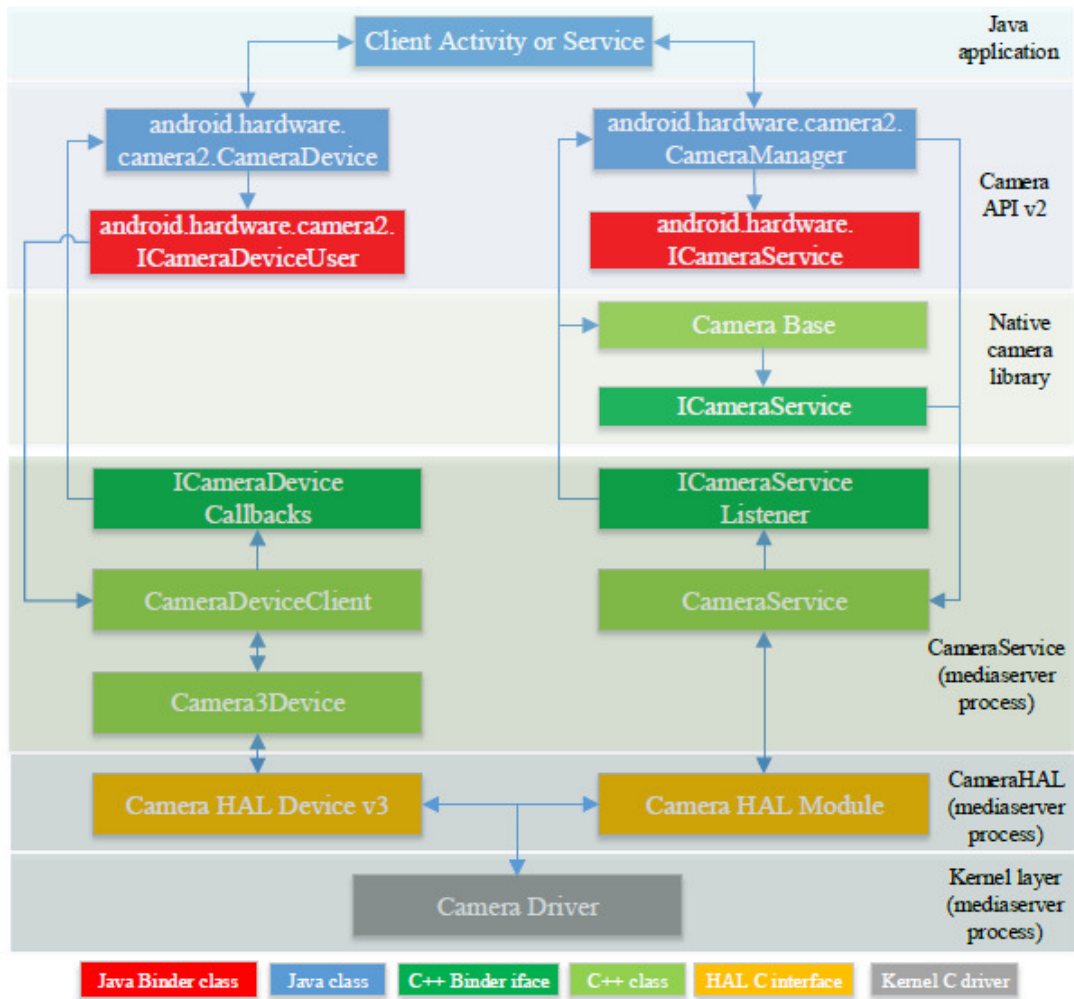 Client Activity or Service
Java
application
android.hardware.
camera2.CameraDevice
android.hardware.camera2.
CameraManager
android.hardware.camera2.
ICameraDeviceUser
android.hardware.
ICameraService
Camera
API v2
Camera Base
ICameraService
Native
camera
library
ICameraDevice
Callbacks
ICameraService
Listener
CameraDeviceClient
CameraService
Camera3Device
CameraService
(mediaserver
process)
Camera HAL Device v3
Camera HAL Module
CameraHAL
(mediaserver
process)
Camera Driver
Kernel layer
(mediaserver
process)
Java Binder class
Java class
C++ Binder iface
C++ class
HAL C interface
Kernel C driver